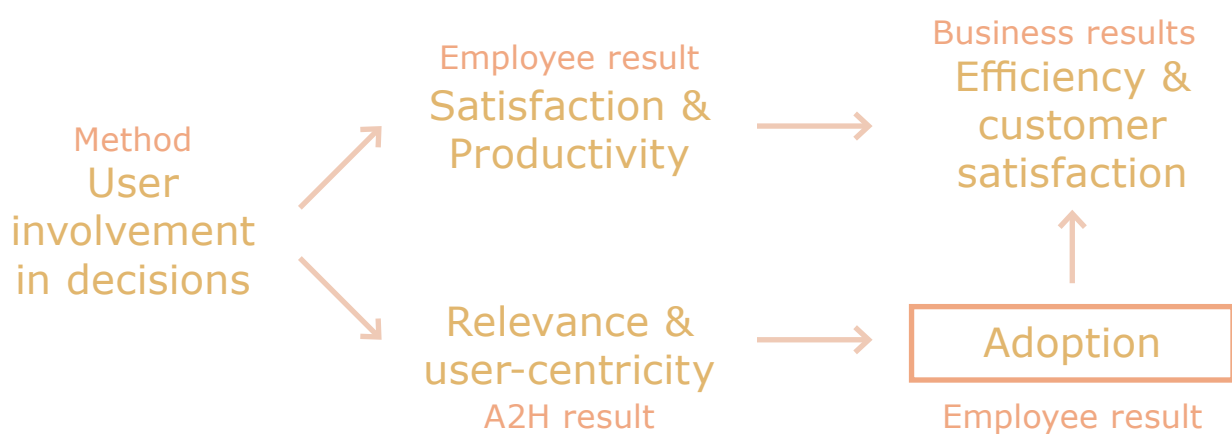 Method
User
involvement
in decisions
Employee result
Satisfaction &
Productivity
Business results
Efficiency &
customer
satisfaction
Relevance &
user-centricity
A2H result
Adoption
Employee result